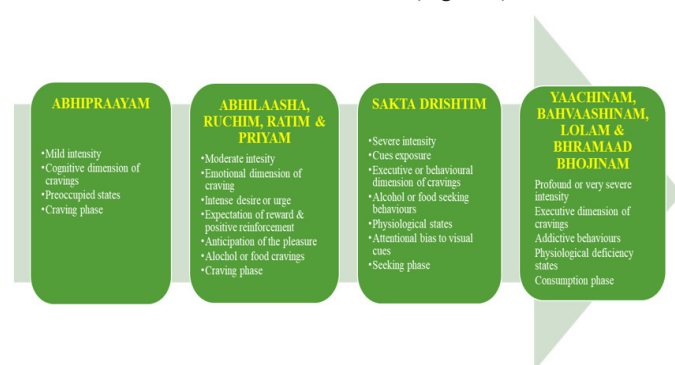 ABHIPRAAYAM
•Mild intensity
•Cognitive dimension of
cravings
•Preoccupied states
•Craving phase
ABHILAASHA,
RUCHIM, RATIM &
PRIYAM
•Moderate intesity
•Emotional dimension of
craving
•Intense desire or urge
•Expectation of reward &
positive reinforcement
•Anticipation of the pleasure
•Alochol or food cravings
•Craving phase
SAKTA DRISHTIM
•Severe intensity
•Cues exposure
•Executive or behavioural
dimension of cravings
•Alcohol or food seeking
behaviours
•Physiological states
•Attentional bias to visual
cues
•Seeking phase
YAACHINAM,
BAHVAASHINAM,
LOLAM &
BHRAMAAD
BHOJINAM
Profound or very severe
intensity
Executive dimension of
cravings
Addictive behaviours
Physiological deficiency
states
Consumption phase